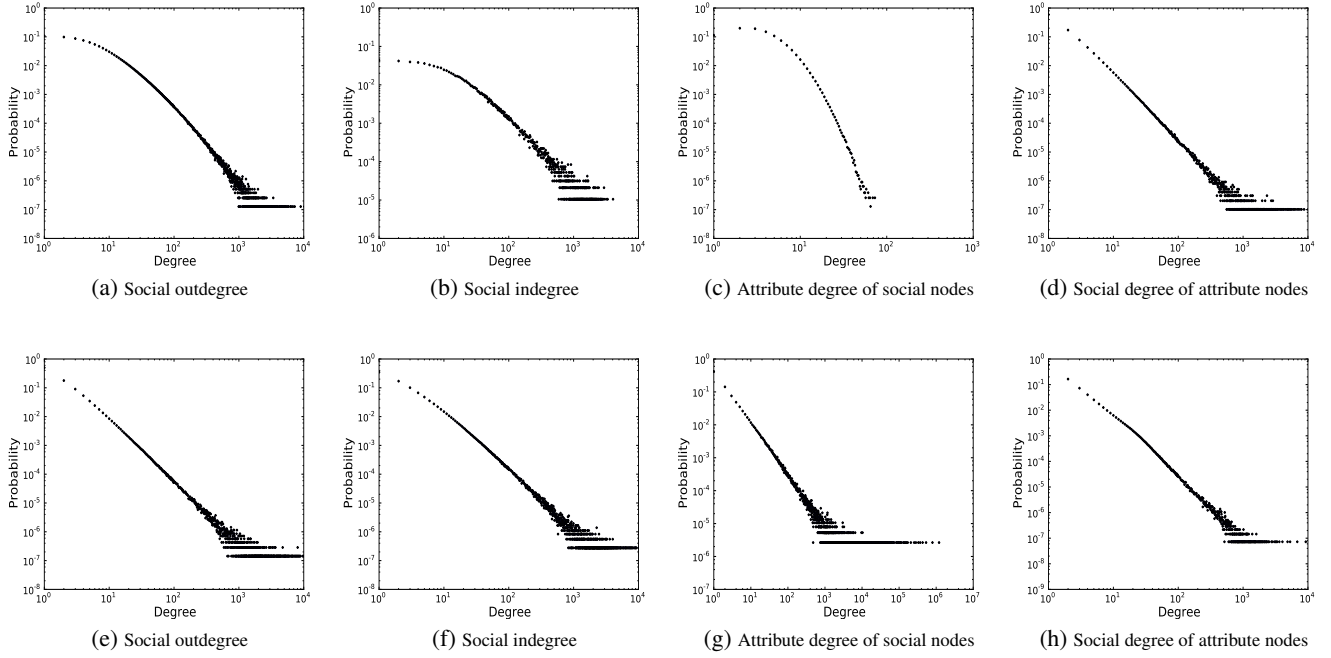 10^0
10^-1
10^-2
10^-3
10^-4
10^-5
10^-6
10^-7
10^-8
Probability
10^0 10^1 10^2 10^3 10^4
Degree
(a) Social outdegree
10^0
10^-1
10^-2
10^-3
10^-4
10^-5
10^-6
Probability
10^0 10^1 10^2 10^3 10^4
Degree
(b) Social indegree
10^0
10^-1
10^-2
10^-3
10^-4
10^-5
10^-6
10^-7
10^-8
Probability
10^0 10^1 10^2 10^3
Degree
(c) Attribute degree of social nodes
10^0
10^-1
10^-2
10^-3
10^-4
10^-5
10^-6
10^-7
10^-8
Probability
10^0 10^1 10^2 10^3 10^4
Degree
(d) Social degree of attribute nodes
10^0
10^-1
10^-2
10^-3
10^-4
10^-5
10^-6
10^-7
10^-8
Probability
10^0 10^1 10^2 10^3 10^4
Degree
(e) Social outdegree
10^0
10^-1
10^-2
10^-3
10^-4
10^-5
10^-6
10^-7
10^-8
Probability
10^0 10^1 10^2 10^3 10^4
Degree
(f) Social indegree
10^0
10^-1
10^-2
10^-3
10^-4
10^-5
10^-6
10^-7
Probability
10^0 10^1 10^2 10^3 10^4 10^5 10^6 10^7
Degree
(g) Attribute degree of social nodes
10^0
10^-1
10^-2
10^-3
10^-4
10^-5
10^-6
10^-7
10^-8
10^-9
Probability
10^0 10^1 10^2 10^3 10^4
Degree
(h) Social degree of attribute nodes